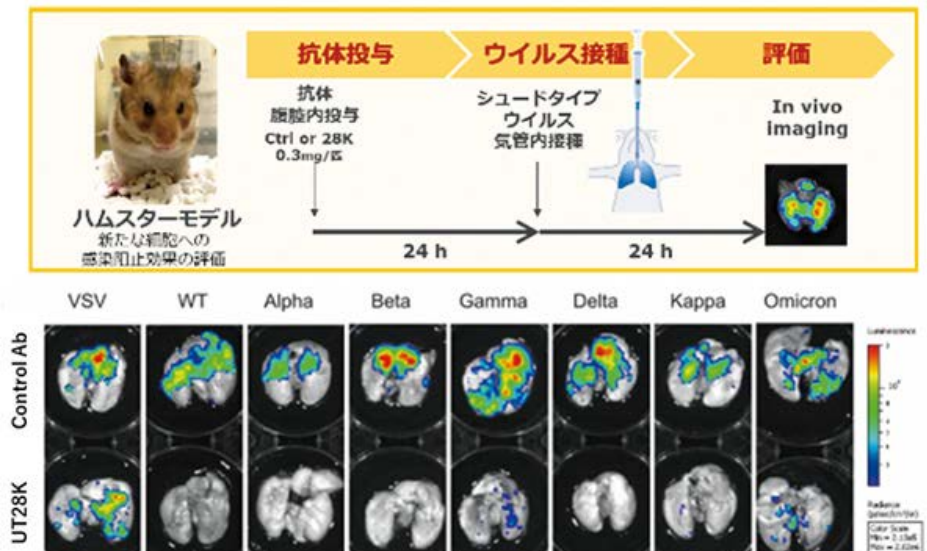 抗体投与
ウイルス接種
評価
抗体
腹腔内投与
Ctrl or 28K
0.3mg/匹
シュードタイプ
ウイルス
気管内接種
In vivo
imaging
ハムスターモデル
新たな細胞への
感染阻止効果の評価
24 h
24 h
VSV WT Alpha Beta Gamma Delta Kappa Omicron
Control Ab
UT28K
Luminescence
Radiance
Color Scale